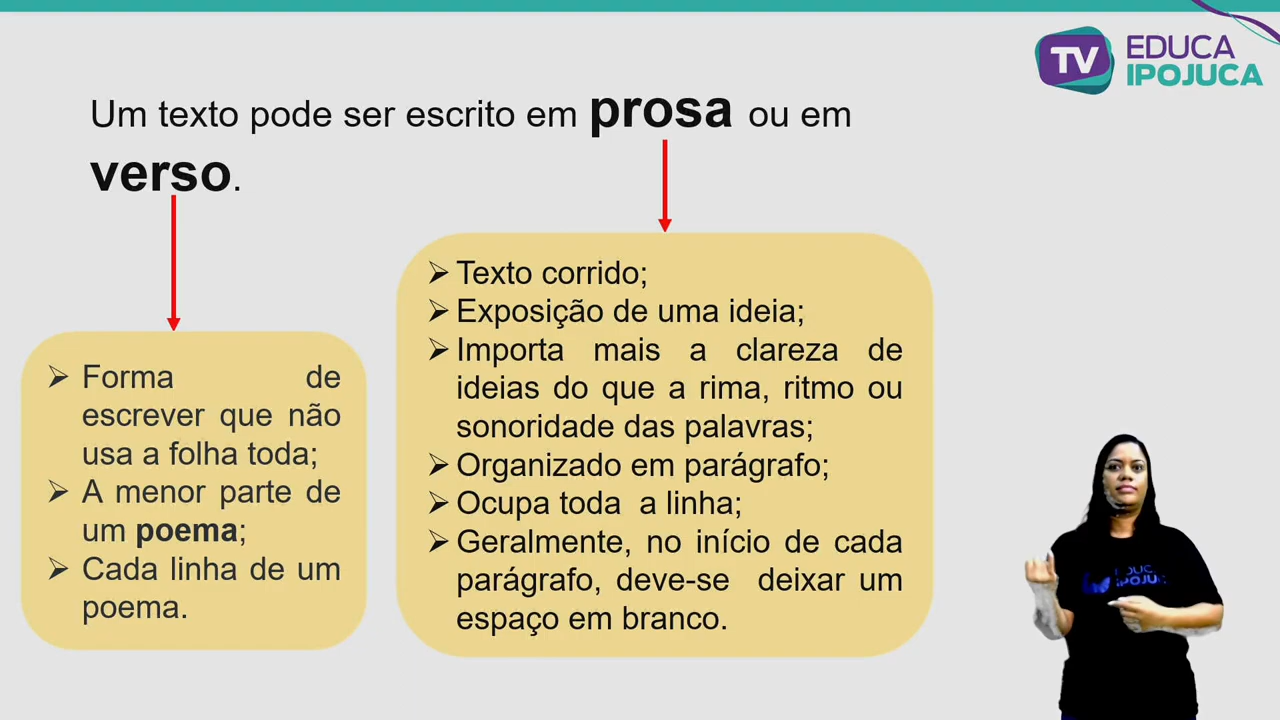 TV EDUCA
IPOJUCA
Um texto pode ser escrito em prosa ou em
verso.
➢ Forma de
escrever que não
usa a folha toda;
➢ A menor parte de
um poema;
➢ Cada linha de um
poema.
➢ Texto corrido;
➢ Exposição de uma ideia;
➢ Importa mais a clareza de
ideias do que a rima, ritmo ou
sonoridade das palavras;
➢ Organizado em parágrafo;
➢ Ocupa toda a linha;
➢ Geralmente, no início de cada
parágrafo, deve-se deixar um
espaço em branco.
EDUCA
IPOJUC